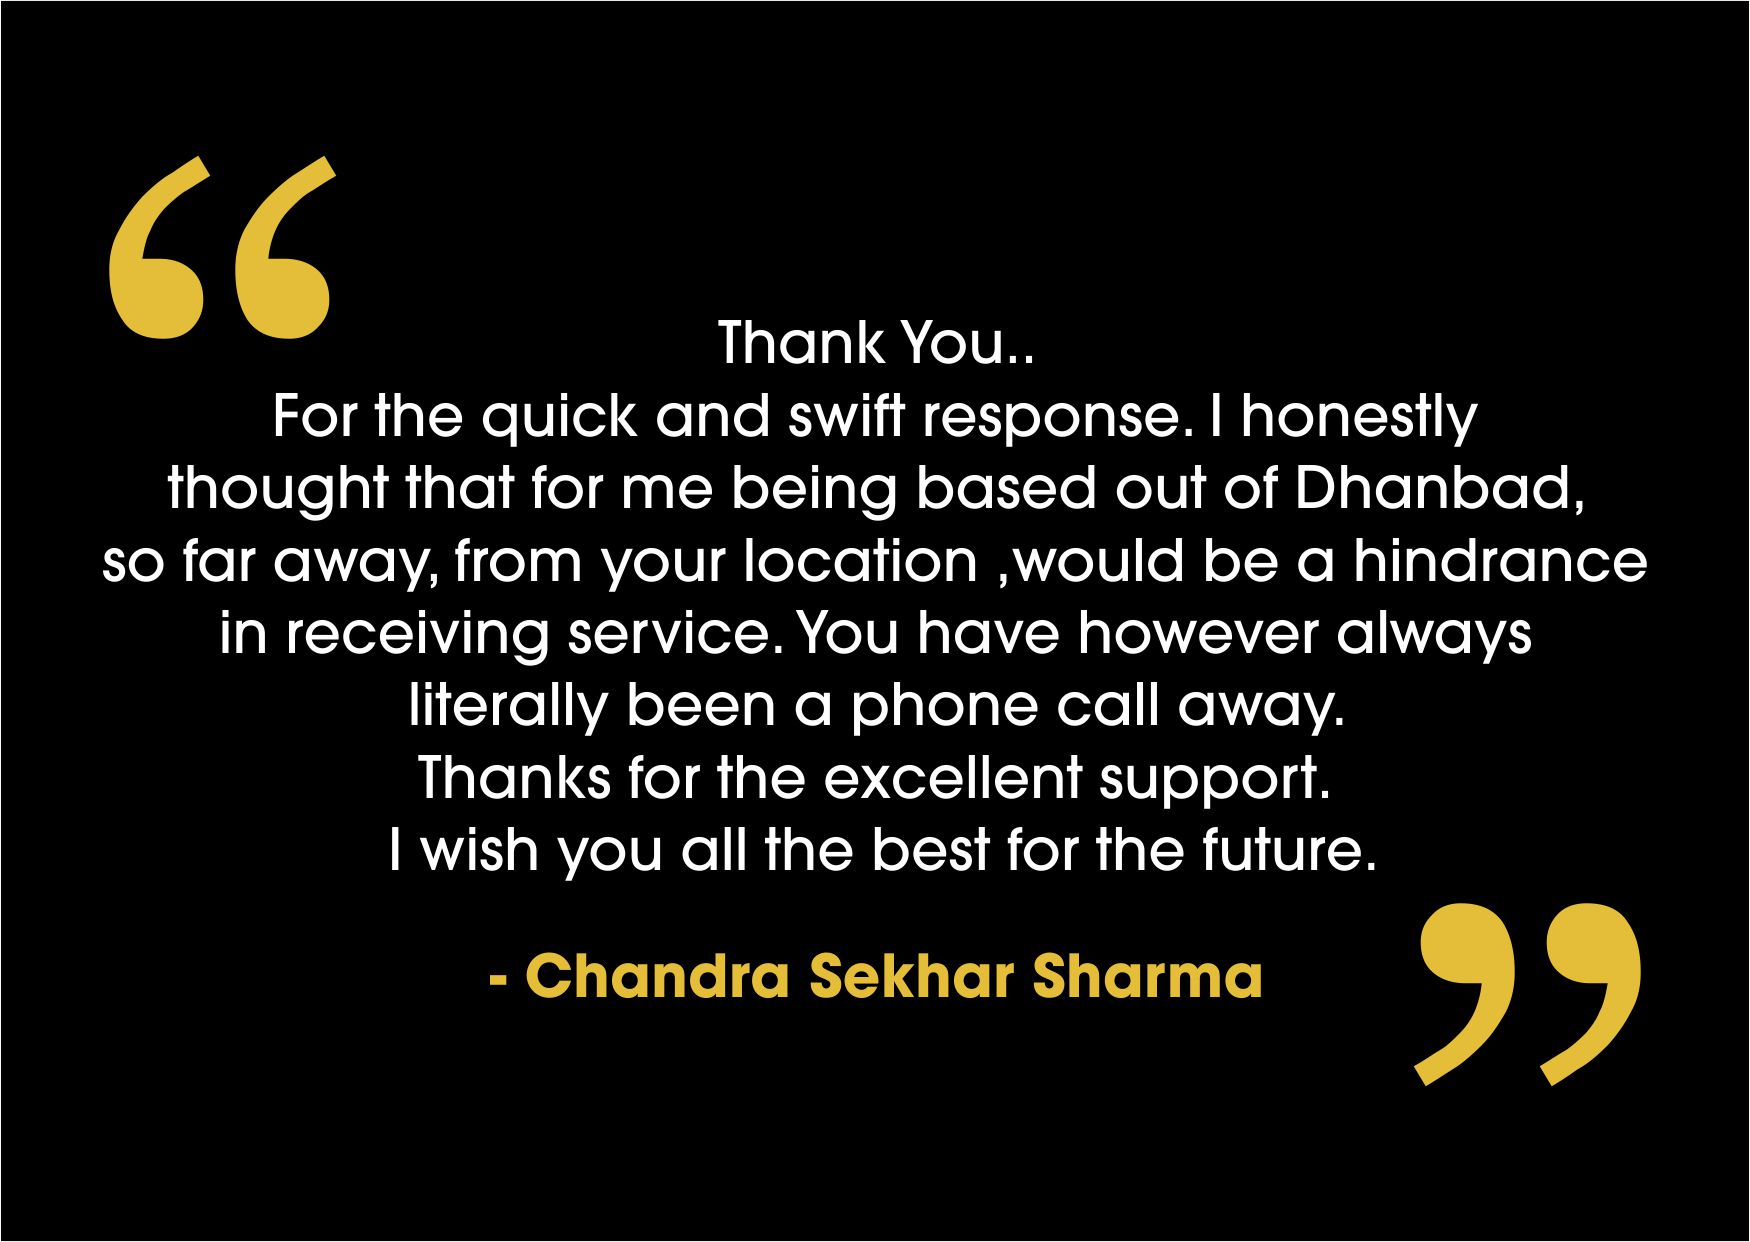 “
Thank You..
For the quick and swift response. I honestly
thought that for me being based out of Dhanbad,
so far away, from your location ,would be a hindrance
in receiving service. You have however always
literally been a phone call away.
Thanks for the excellent support.
I wish you all the best for the future.
- Chandra Sekhar Sharma
”